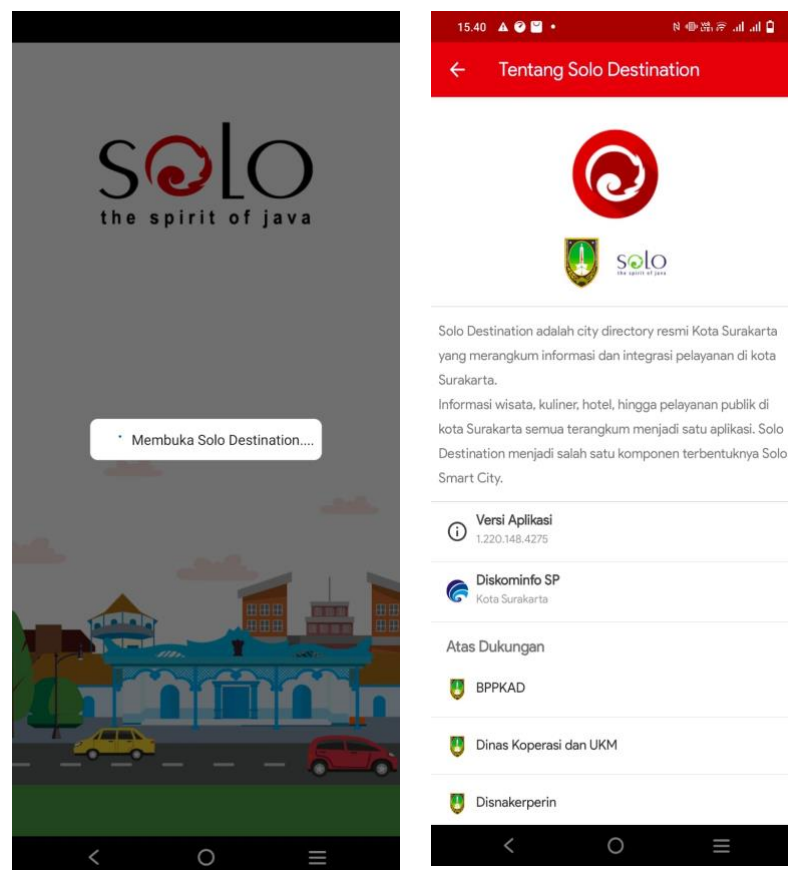 solo
the spirit of java
Membuka Solo Destination....
15.40
Tentang Solo Destination
solo
the spirit of java
Solo Destination adalah city directory resmi Kota Surakarta
yang merangkum informasi dan integrasi pelayanan di kota
Surakarta.
Informasi wisata, kuliner, hotel, hingga pelayanan publik di
kota Surakarta semua terangkum menjadi satu aplikasi. Solo
Destination menjadi salah satu komponen terbentuknya Solo
Smart City.
Versi Aplikasi
1.220.148.4275
Diskominfo SP
Kota Surakarta
Atas Dukungan
BPPKAD
Dinas Koperasi dan UKM
Disnakerperin